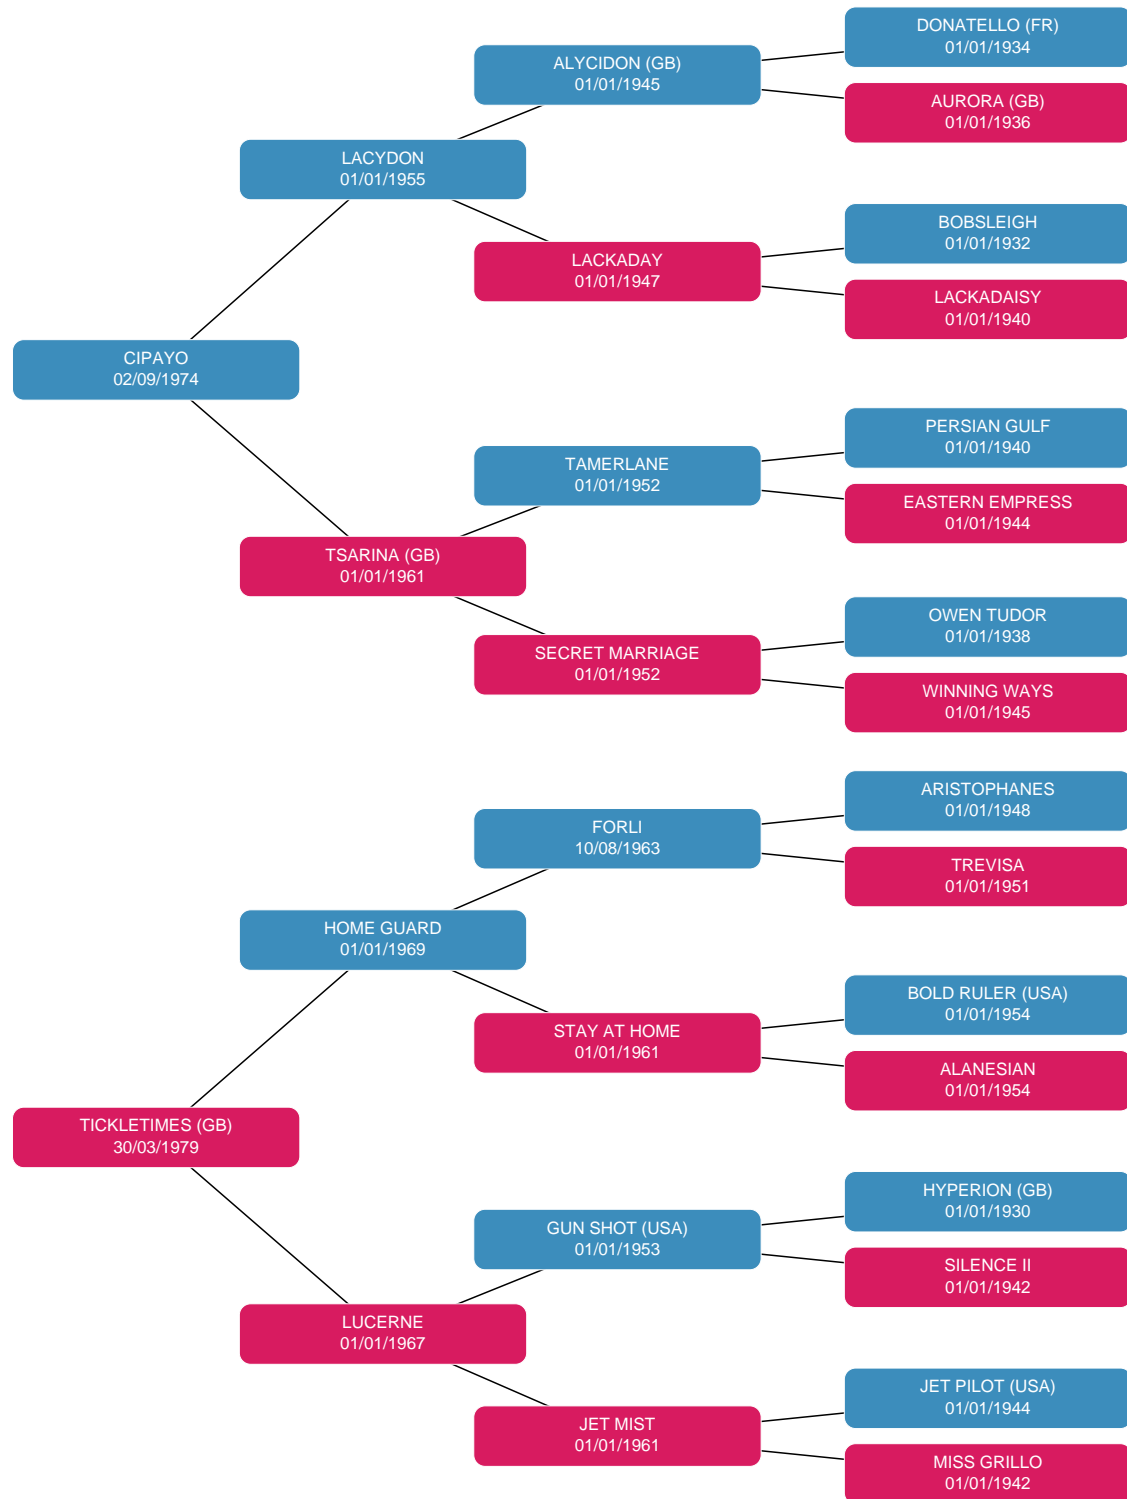 DONATELLO (FR)
01/01/1934
ALYCIDON (GB)
01/01/1945
AURORA (GB)
01/01/1936
LACYDON
01/01/1955
BOBSLEIGH
01/01/1932
LACKADAY
01/01/1947
LACKADAISY
01/01/1940
CIPAYO
02/09/1974
PERSIAN GULF
01/01/1940
TAMERLANE
01/01/1952
EASTERN EMPRESS
01/01/1944
TSARINA (GB)
01/01/1961
OWEN TUDOR
01/01/1938
SECRET MARRIAGE
01/01/1952
WINNING WAYS
01/01/1945
ARISTOPHANES
01/01/1948
FORLI
10/08/1963
TREVISA
01/01/1951
HOME GUARD
01/01/1969
BOLD RULER (USA)
01/01/1954
STAY AT HOME
01/01/1961
ALANESIAN
01/01/1954
TICKLETIMES (GB)
30/03/1979
HYPERION (GB)
01/01/1930
GUN SHOT (USA)
01/01/1953
SILENCE II
01/01/1942
LUCERNE
01/01/1967
JET PILOT (USA)
01/01/1944
JET MIST
01/01/1961
MISS GRILLO
01/01/1942